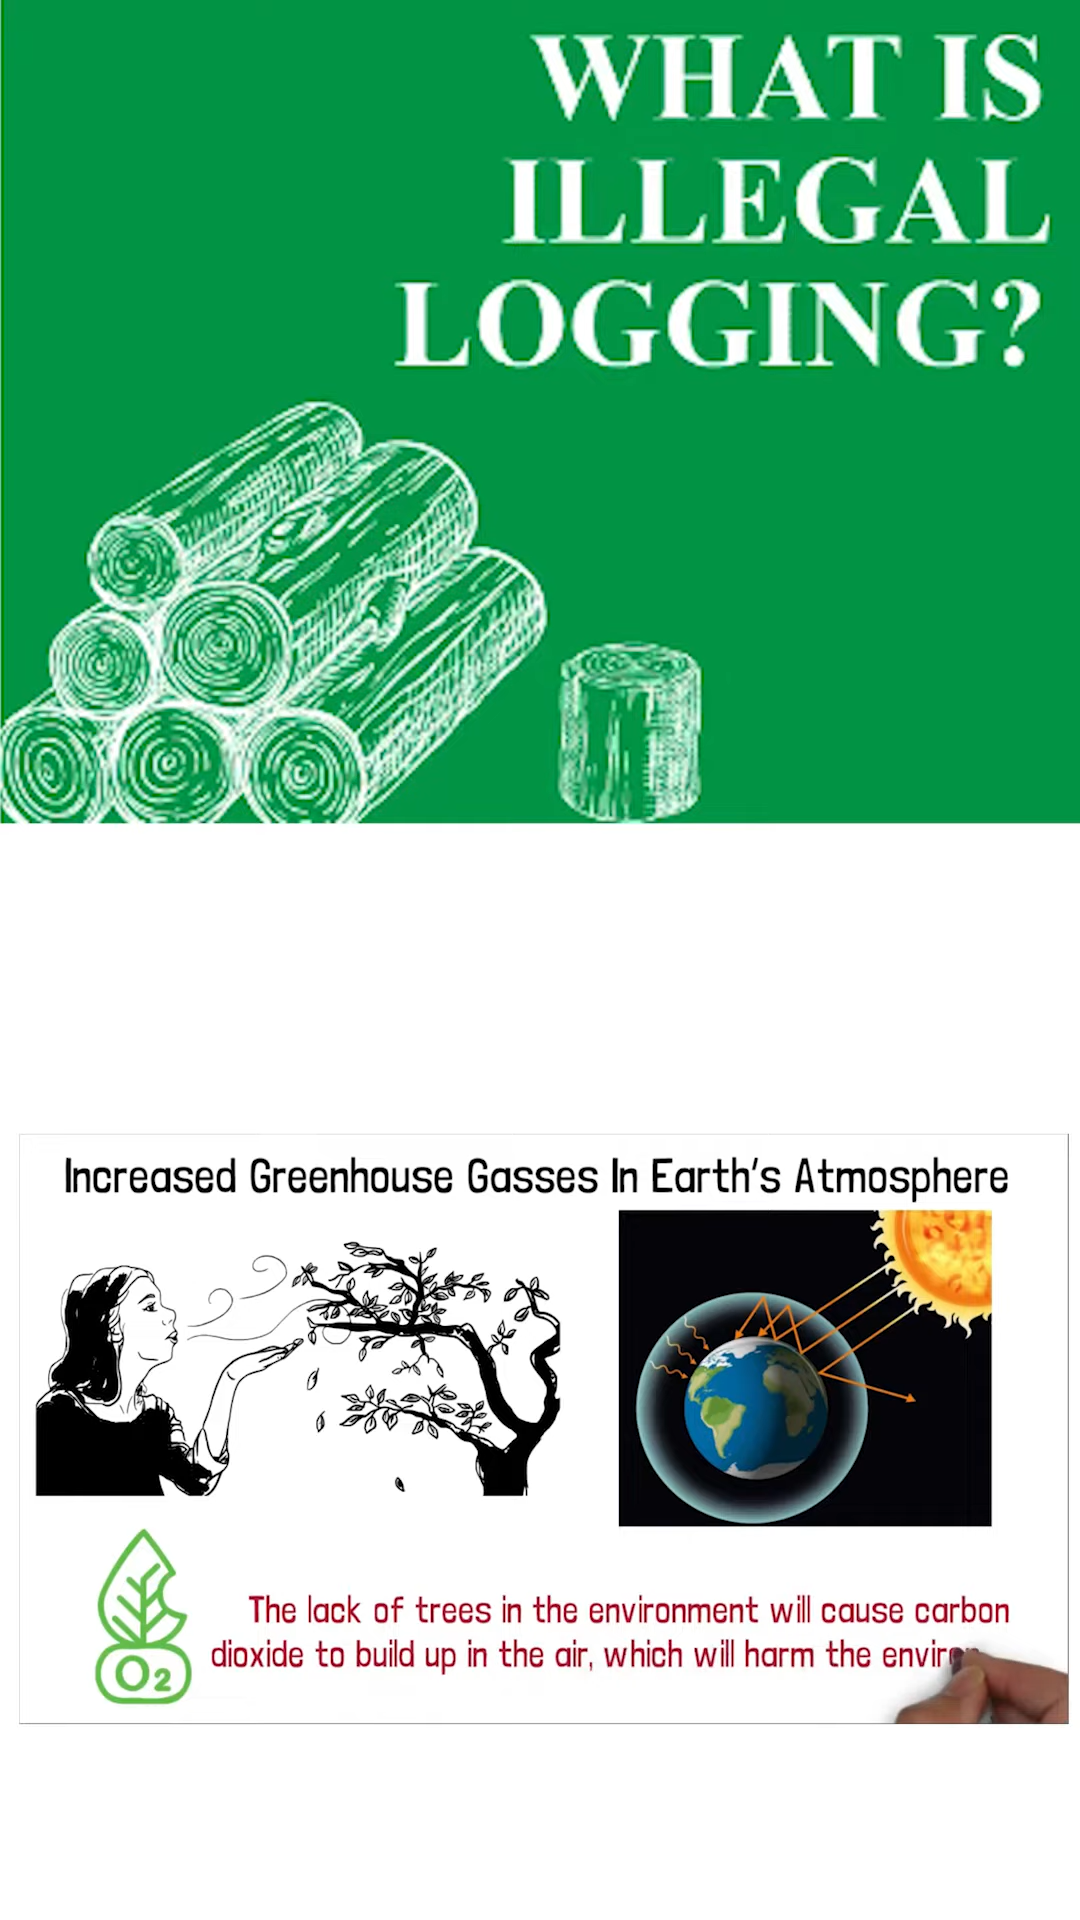 WHAT IS
ILLEGAL
LOGGING?
Increased Greenhouse Gasses In Earth's Atmosphere
O2
The lack of trees in the environment will cause carbon
dioxide to build up in the air, which will harm the